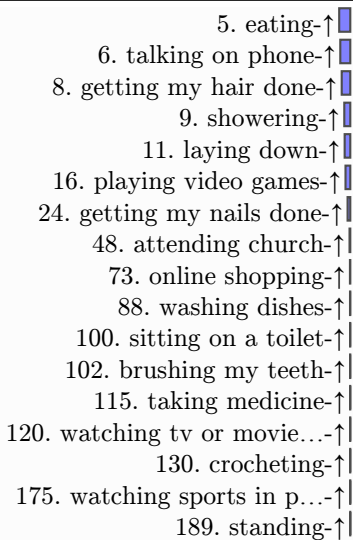 5. eating-↑
6. talking on phone-↑
8. getting my hair done-↑
9. showering-↑
11. laying down-↑
16. playing video games-↑
24. getting my nails done-↑
48. attending church-↑
73. online shopping-↑
88. washing dishes-↑
100. sitting on a toilet-↑
102. brushing my teeth-↑
115. taking medicine-↑
120. watching tv or movie...-↑
130. crocheting-↑
175. watching sports in p...-↑
189. standing-↑